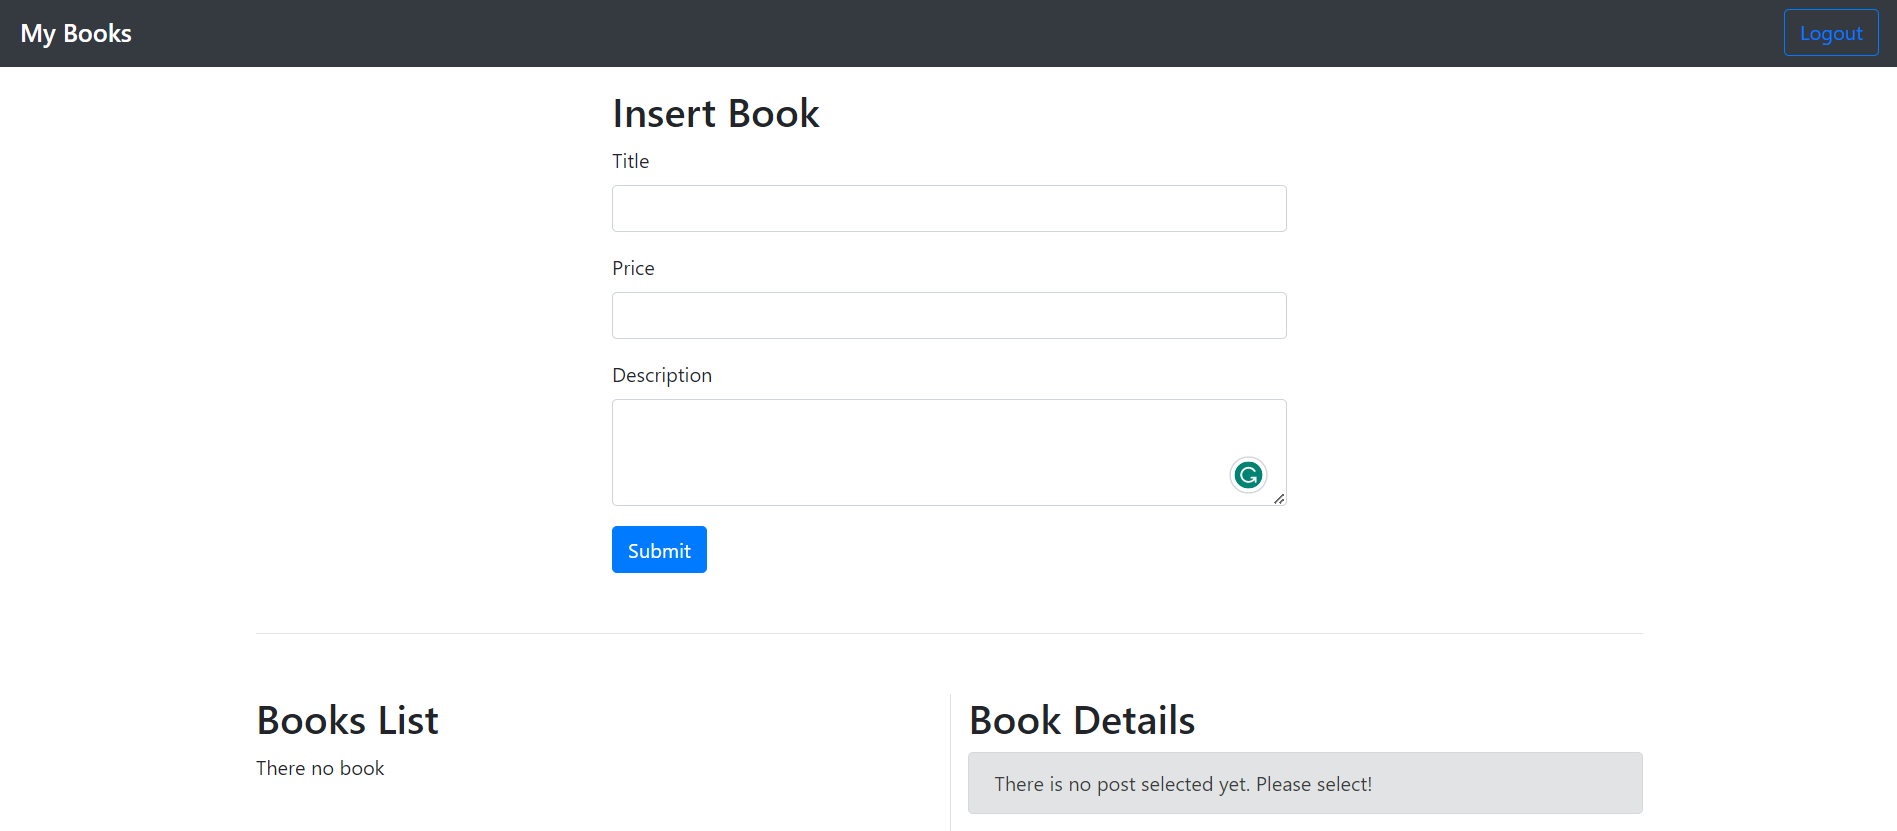 My Books
Logout
Insert Book
Title
Price
Description
Submit
Books List
There no book
Book Details
There is no post selected yet. Please select!